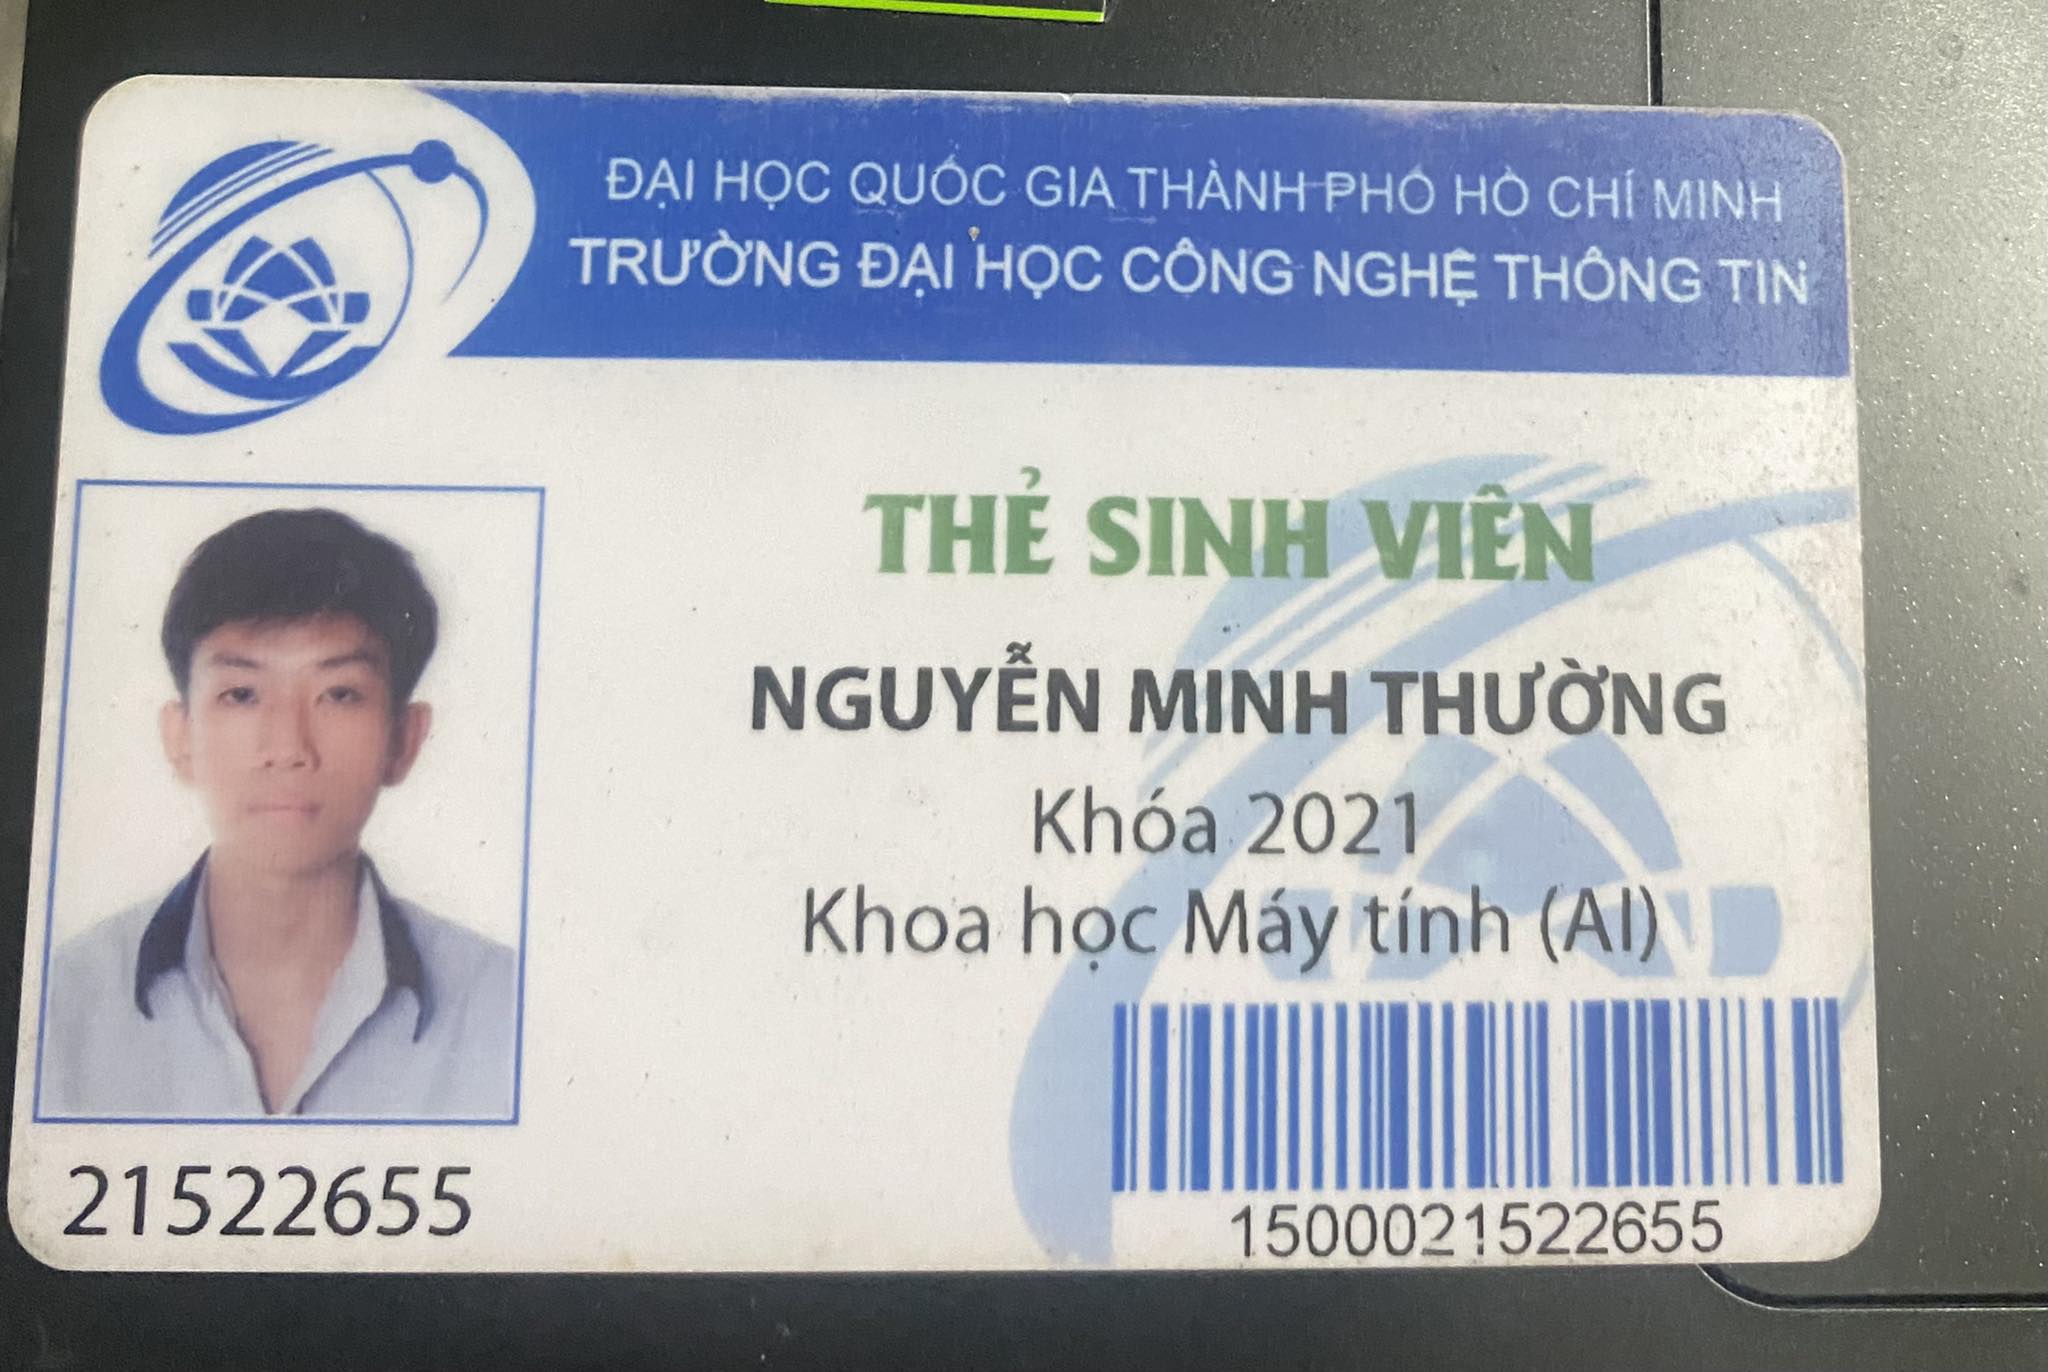 ĐẠI HỌC QUỐC GIA THÀNH PHỐ HỒ CHÍ MINH
TRƯỜNG ĐẠI HỌC CÔNG NGHỆ THÔNG TIN
THẺ SINH VIÊN
NGUYỄN MINH THƯỜNG
Khóa 2021
Khoa học Máy tính (AI)
21522655
1500021522655